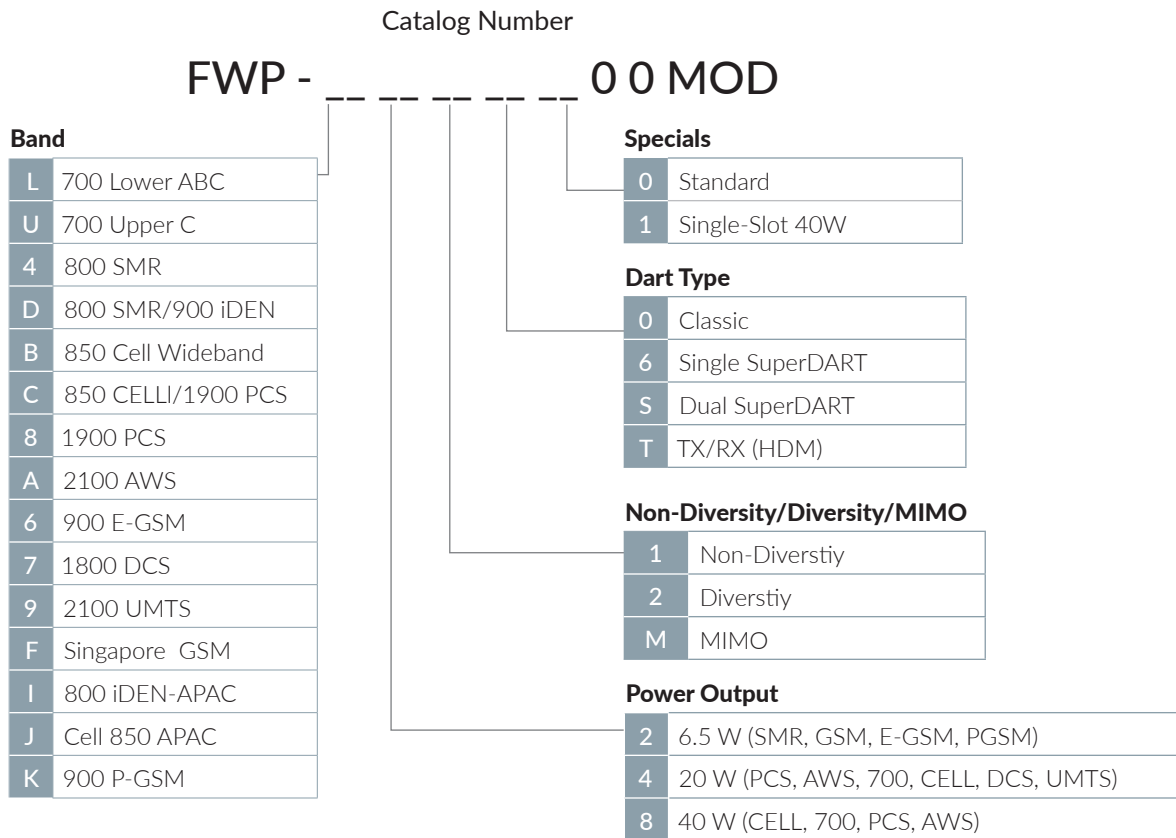 Catalog Number
FWP - __ __ __ __ __ 0 0 MOD
Band
L 700 Lower ABC
U 700 Upper C
4 800 SMR
D 800 SMR/900 iDEN
B 850 Cell Wideband
C 850 CELLl/1900 PCS
8 1900 PCS
A 2100 AWS
6 900 E-GSM
7 1800 DCS
9 2100 UMTS
F Singapore GSM
I 800 iDEN-APAC
J Cell 850 APAC
K 900 P-GSM
Specials
0 Standard
1 Single-Slot 40W
Dart Type
0 Classic
6 Single SuperDART
S Dual SuperDART
T TX/RX (HDM)
Non-Diversity/Diversity/MIMO
1 Non-Diverstiy
2 Diverstiy
M MIMO
Power Output
2 6.5 W (SMR, GSM, E-GSM, PGSM)
4 20 W (PCS, AWS, 700, CELL, DCS, UMTS)
8 40 W (CELL, 700, PCS, AWS)